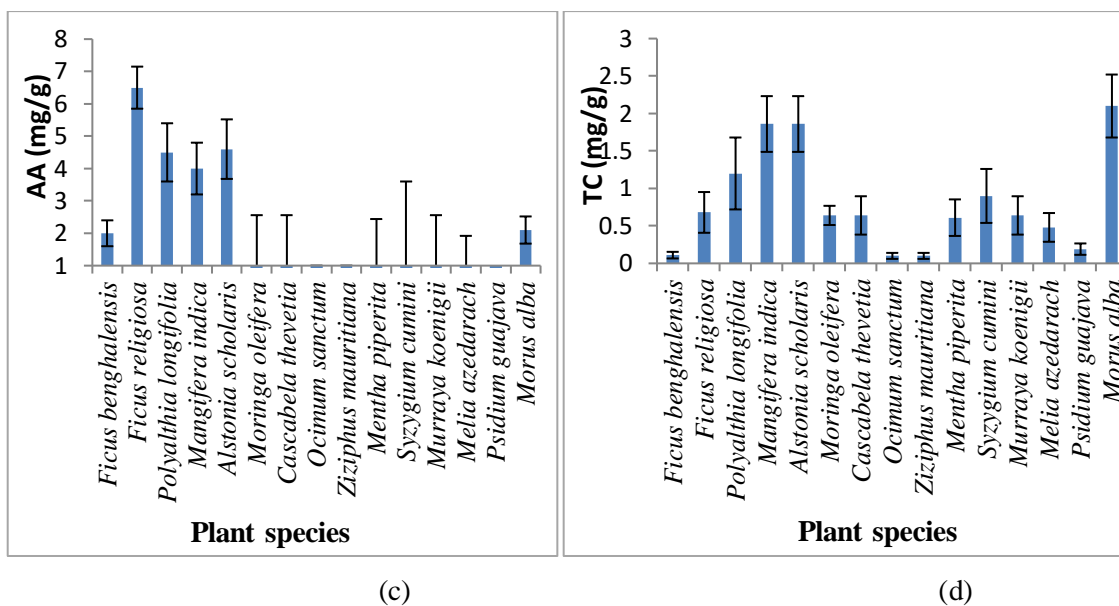 AA (mg/g)
8
7
6
5
4
3
2
1
Ficus benghalensis
Ficus religiosa
Polyalthia longifolia
Mangifera indica
Alstonia scholaris
Moringa oleifera
Cascabela thevetia
Ocimum sanctum
Ziziphus mauritiana
Mentha piperita
Syzygium cumini
Murraya koenigii
Melia azedarach
Psidium guajava
Morus alba
Plant species
(c)
TC (mg/g)
3
2.5
2
1.5
1
0.5
0
Ficus benghalensis
Ficus religiosa
Polyalthia longifolia
Mangifera indica
Alstonia scholaris
Moringa oleifera
Cascabela thevetia
Ocimum sanctum
Ziziphus mauritiana
Mentha piperita
Syzygium cumini
Murraya koenigii
Melia azedarach
Psidium guajava
Morus alba
Plant species
(d)